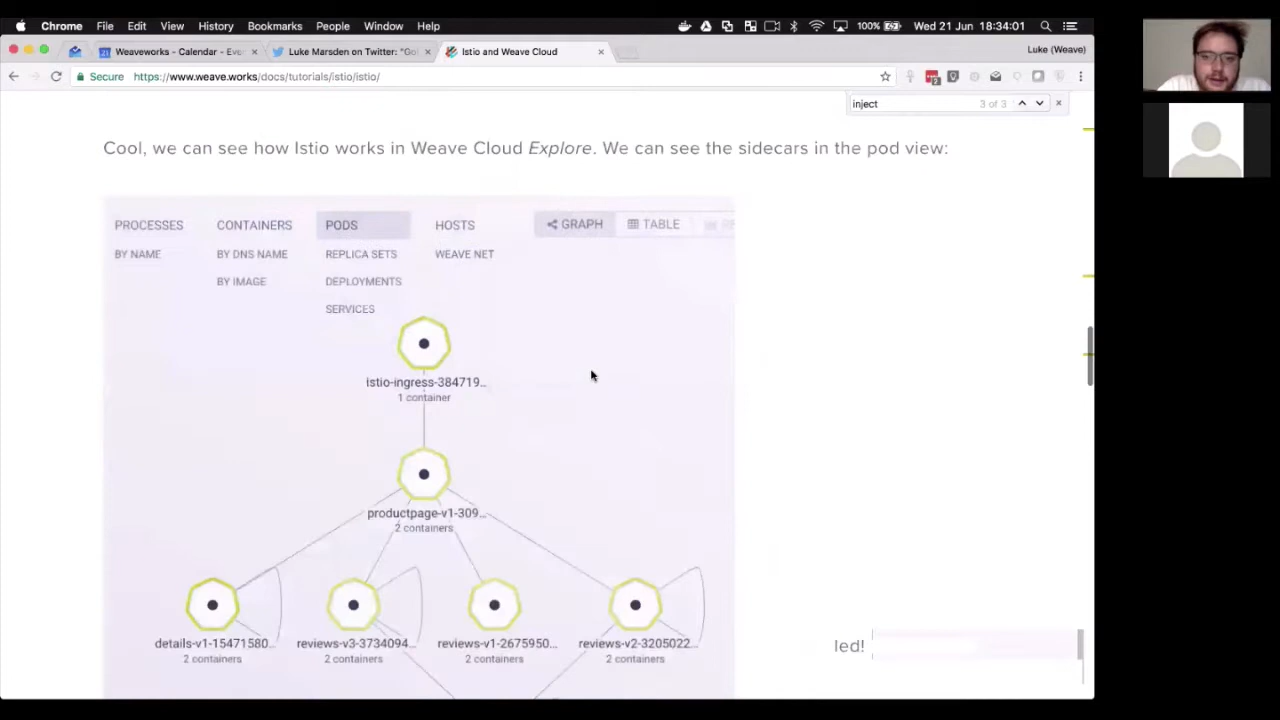 Chrome File Edit View History Bookmarks People Window Help 100% Wed 21 Jun 18:34:01
Weaveworks - Calendar - Eve × Luke Marsden on Twitter: "Go × Istio and Weave Cloud × Luke (Weave)
Secure https://www.weave.works/docs/tutorials/istio/istio/
inject 3 of 3
Cool, we can see how Istio works in Weave Cloud Explore. We can see the sidecars in the pod view:
PROCESSES CONTAINERS PODS HOSTS GRAPH TABLE
BY NAME BY DNS NAME REPLICA SETS WEAVE NET
BY IMAGE DEPLOYMENTS
SERVICES
istio-ingress-384719...
1 container
productpage-v1-309...
2 containers
details-v1-15471580... reviews-v3-3734094... reviews-v1-2675950... reviews-v2-3205022...
2 containers 2 containers 2 containers 2 containers
led!